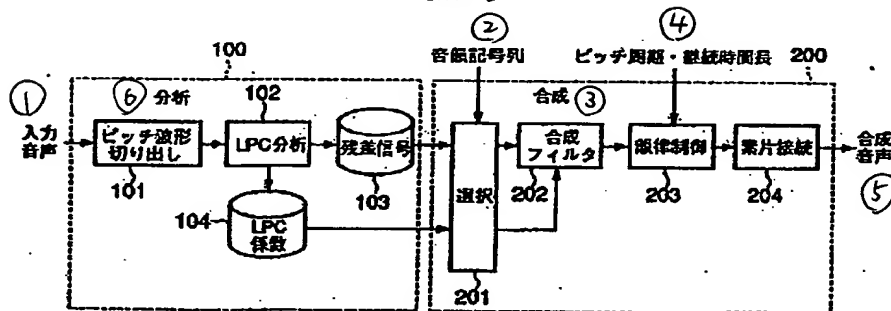 ②
④
100
音韻記号列
ピッチ周期・継続時間長
200
①
⑥ 分析
102
合成 ③
入力
音声
ピッチ波形
切り出し
LPC分析
残差信号
選択
合成
フィルタ
韻律制御
素片接続
合成
音声
101
103
202
203
204
⑤
104
LPC
係数
201